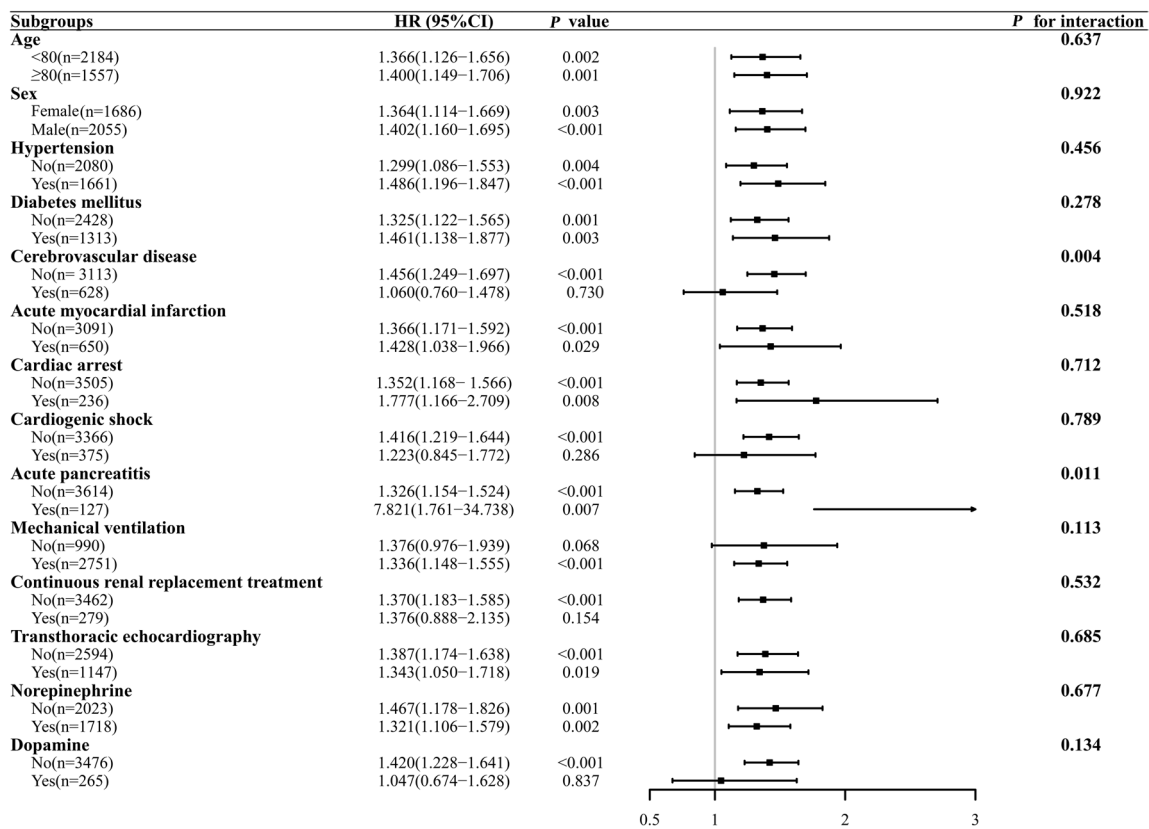 Subgroups HR (95%CI) P value P for interaction
Age 0.637
<80(n=2184) 1.366(1.126−1.656) 0.002
≥80(n=1557) 1.400(1.149−1.706) 0.001
Sex 0.922
Female(n=1686) 1.364(1.114−1.669) 0.003
Male(n=2055) 1.402(1.160−1.695) <0.001
Hypertension 0.456
No(n=2080) 1.299(1.086−1.553) 0.004
Yes(n=1661) 1.486(1.196−1.847) <0.001
Diabetes mellitus 0.278
No(n=2428) 1.325(1.122−1.565) 0.001
Yes(n=1313) 1.461(1.138−1.877) 0.003
Cerebrovascular disease 0.004
No(n= 3113) 1.456(1.249−1.697) <0.001
Yes(n=628) 1.060(0.760−1.478) 0.730
Acute myocardial infarction 0.518
No(n=3091) 1.366(1.171−1.592) <0.001
Yes(n=650) 1.428(1.038−1.966) 0.029
Cardiac arrest 0.712
No(n=3505) 1.352(1.168− 1.566) <0.001
Yes(n=236) 1.777(1.166−2.709) 0.008
Cardiogenic shock 0.789
No(n=3366) 1.416(1.219−1.644) <0.001
Yes(n=375) 1.223(0.845−1.772) 0.286
Acute pancreatitis 0.011
No(n=3614) 1.326(1.154−1.524) <0.001
Yes(n=127) 7.821(1.761−34.738) 0.007
Mechanical ventilation 0.113
No(n=990) 1.376(0.976−1.939) 0.068
Yes(n=2751) 1.336(1.148−1.555) <0.001
Continuous renal replacement treatment 0.532
No(n=3462) 1.370(1.183−1.585) <0.001
Yes(n=279) 1.376(0.888−2.135) 0.154
Transthoracic echocardiography 0.685
No(n=2594) 1.387(1.174−1.638) <0.001
Yes(n=1147) 1.343(1.050−1.718) 0.019
Norepinephrine 0.677
No(n=2023) 1.467(1.178−1.826) 0.001
Yes(n=1718) 1.321(1.106−1.579) 0.002
Dopamine 0.134
No(n=3476) 1.420(1.228−1.641) <0.001
Yes(n=265) 1.047(0.674−1.628) 0.837
0.5 1 2 3